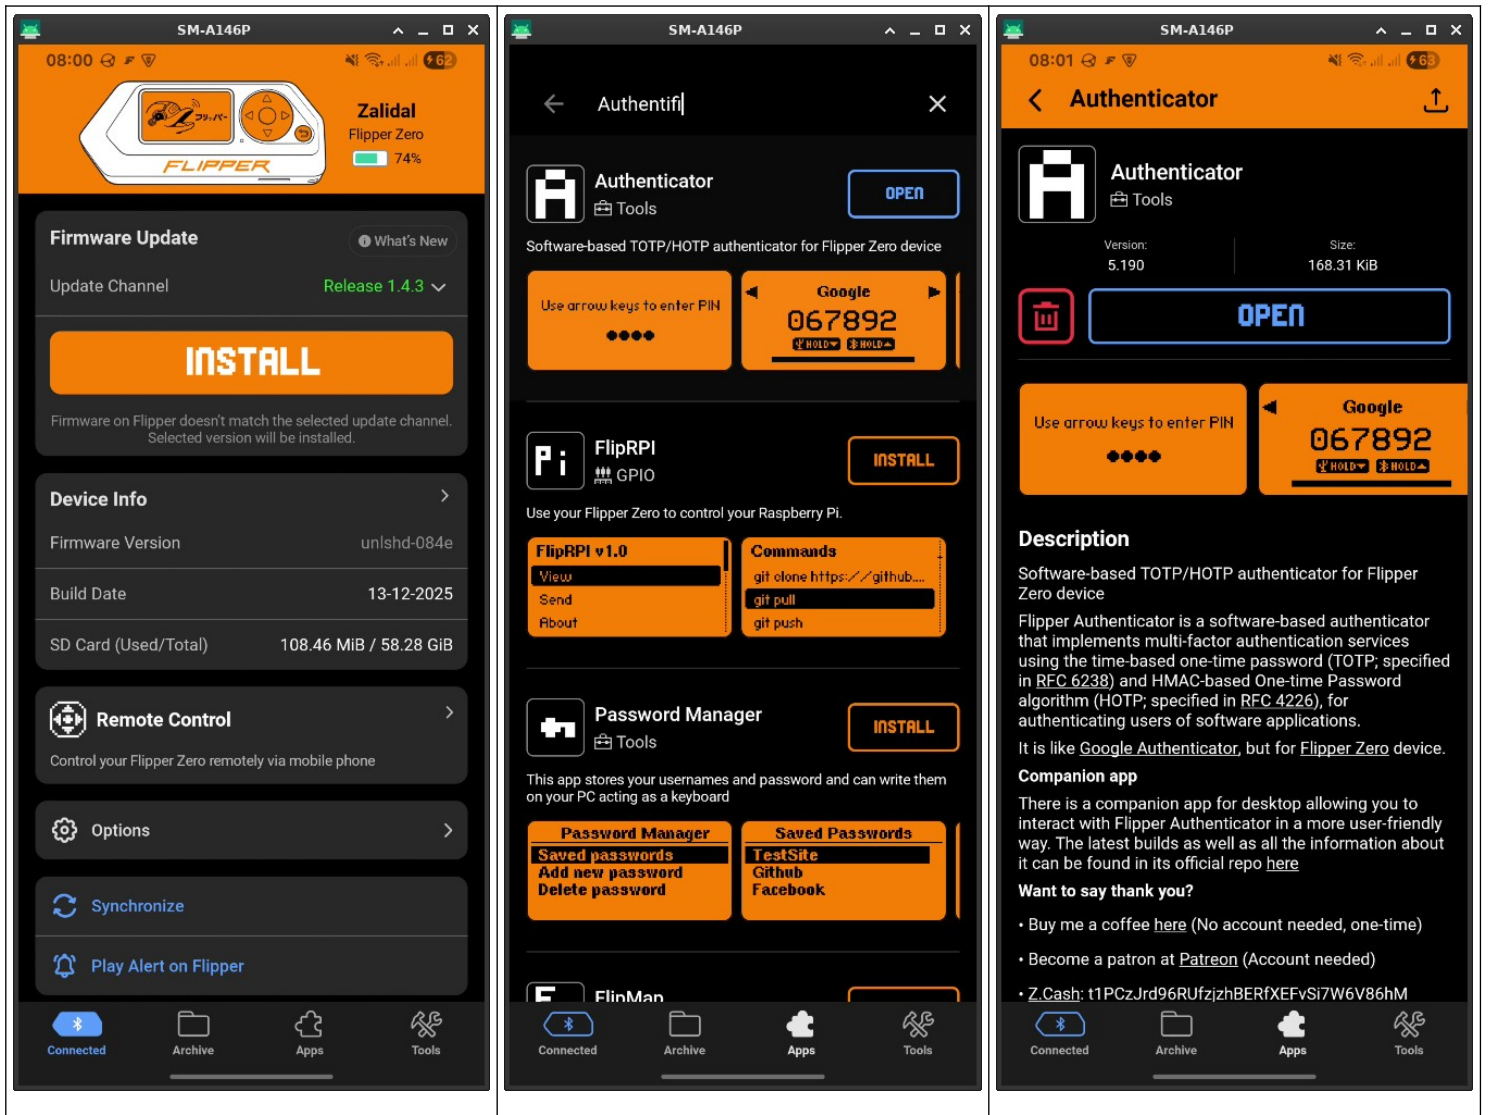 SM-A146P
08:00
62
フリッパー
FLIPPER
Zalidal
Flipper Zero
74%
Firmware Update
What's New
Update Channel
Release 1.4.3
INSTALL
Firmware on Flipper doesn't match the selected update channel.
Selected version will be installed.
Device Info
Firmware Version
unlshd-084e
Build Date
13-12-2025
SD Card (Used/Total)
108.46 MiB / 58.28 GiB
Remote Control
Control your Flipper Zero remotely via mobile phone
Options
Synchronize
Play Alert on Flipper
Connected
Archive
Apps
Tools
SM-A146P
Authentifi
A
Authenticator
Tools
OPEN
Software-based TOTP/HOTP authenticator for Flipper Zero device
Use arrow keys to enter PIN
Google
067892
HOLD
HOLD
Pi
FlipRPI
GPIO
INSTALL
Use your Flipper Zero to control your Raspberry Pi.
FlipRPI v1.0
View
Send
About
Commands
git clone https://github....
git pull
git push
Password Manager
Tools
INSTALL
This app stores your usernames and password and can write them
on your PC acting as a keyboard
Password Manager
Saved passwords
Add new password
Delete password
Saved Passwords
TestSite
Github
Facebook
FlipMap
Connected
Archive
Apps
Tools
SM-A146P
08:01
63
Authenticator
A
Authenticator
Tools
Version:
5.190
Size:
168.31 KiB
OPEN
Use arrow keys to enter PIN
Google
067892
HOLD
HOLD
Description
Software-based TOTP/HOTP authenticator for Flipper
Zero device
Flipper Authenticator is a software-based authenticator
that implements multi-factor authentication services
using the time-based one-time password (TOTP; specified
in RFC 6238) and HMAC-based One-time Password
algorithm (HOTP; specified in RFC 4226), for
authenticating users of software applications.
It is like Google Authenticator, but for Flipper Zero device.
Companion app
There is a companion app for desktop allowing you to
interact with Flipper Authenticator in a more user-friendly
way. The latest builds as well as all the information about
it can be found in its official repo here
Want to say thank you?
• Buy me a coffee here (No account needed, one-time)
• Become a patron at Patreon (Account needed)
• Z.Cash: t1PCzJrd96RUfzjzhBERfXEFvSi7W6V86hM
Connected
Archive
Apps
Tools